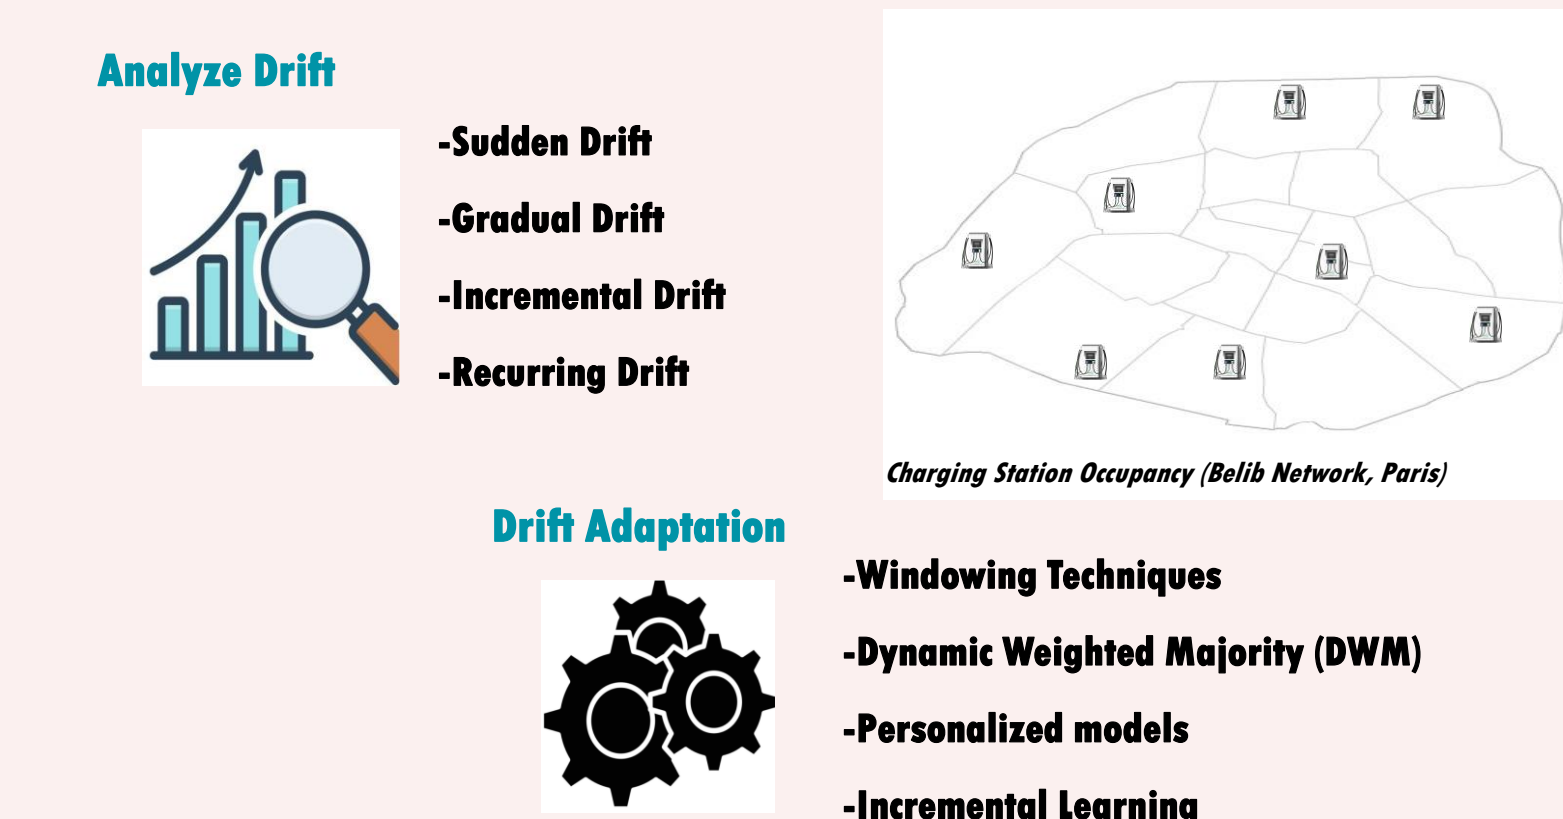 Analyze Drift
-Sudden Drift
-Gradual Drift
-Incremental Drift
-Recurring Drift
Charging Station Occupancy (Belib Network, Paris)
Drift Adaptation
-Windowing Techniques
-Dynamic Weighted Majority (DWM)
-Personalized models
-Incremental Learning